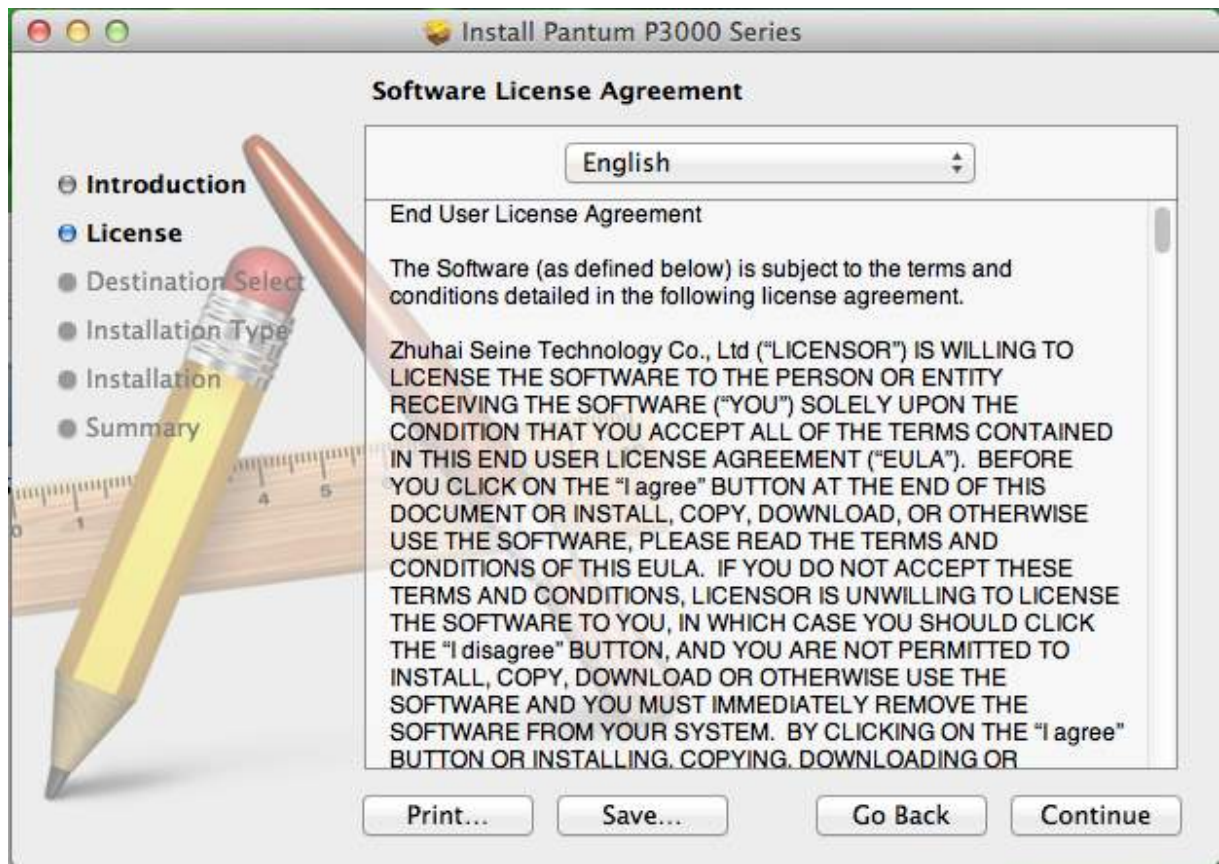 Install Pantum P3000 Series
Software License Agreement
Introduction
License
Destination Select
Installation Type
Installation
Summary
0 1 4 5
English
End User License Agreement
The Software (as defined below) is subject to the terms and
conditions detailed in the following license agreement.
Zhuhai Seine Technology Co., Ltd (“LICENSOR”) IS WILLING TO
LICENSE THE SOFTWARE TO THE PERSON OR ENTITY
RECEIVING THE SOFTWARE (“YOU”) SOLELY UPON THE
CONDITION THAT YOU ACCEPT ALL OF THE TERMS CONTAINED
IN THIS END USER LICENSE AGREEMENT (“EULA”).  BEFORE
YOU CLICK ON THE “I agree” BUTTON AT THE END OF THIS
DOCUMENT OR INSTALL, COPY, DOWNLOAD, OR OTHERWISE
USE THE SOFTWARE, PLEASE READ THE TERMS AND
CONDITIONS OF THIS EULA.  IF YOU DO NOT ACCEPT THESE
TERMS AND CONDITIONS, LICENSOR IS UNWILLING TO LICENSE
THE SOFTWARE TO YOU, IN WHICH CASE YOU SHOULD CLICK
THE “I disagree” BUTTON, AND YOU ARE NOT PERMITTED TO
INSTALL, COPY, DOWNLOAD OR OTHERWISE USE THE
SOFTWARE AND YOU MUST IMMEDIATELY REMOVE THE
SOFTWARE FROM YOUR SYSTEM.  BY CLICKING ON THE “I agree”
BUTTON OR INSTALLING, COPYING, DOWNLOADING OR
Print...
Save...
Go Back
Continue